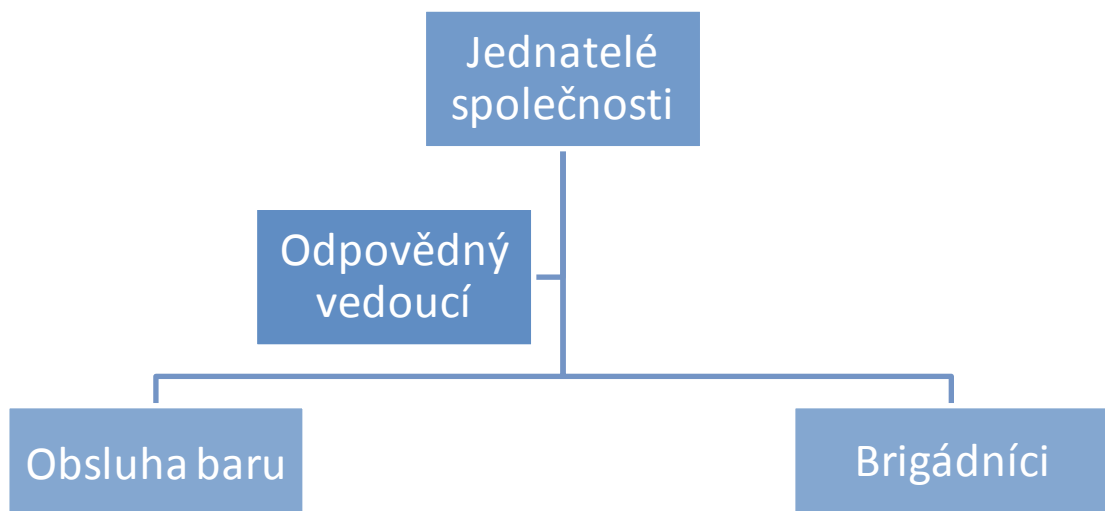 Jednatelé
společnosti
Odpovědný
vedoucí
Obsluha baru
Brigádníci